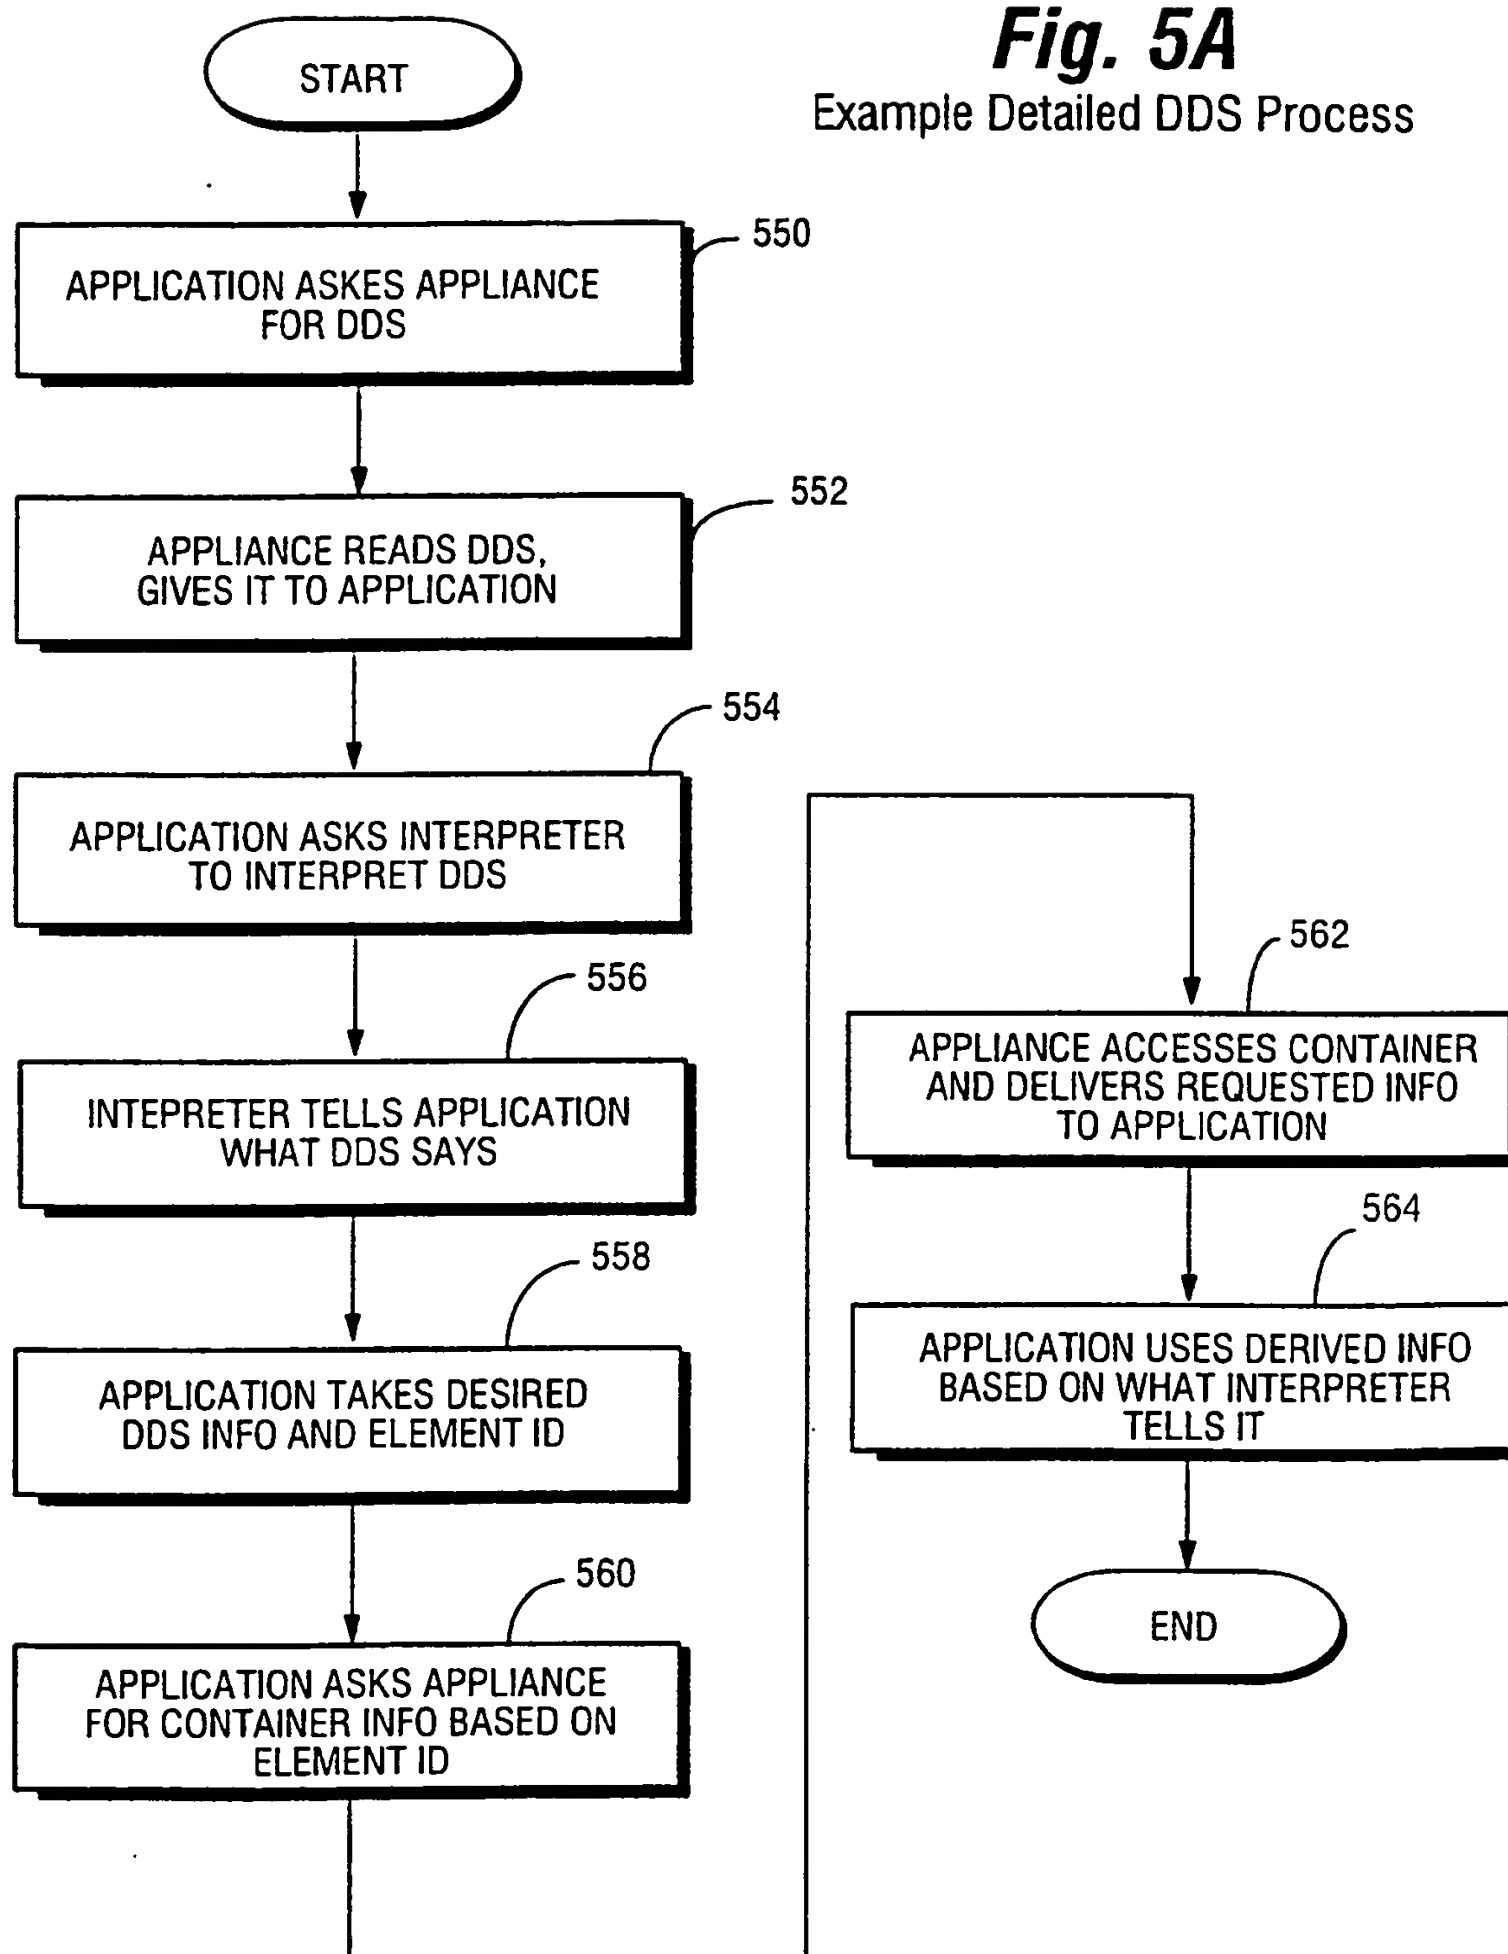 Fig. 5A
Example Detailed DDS Process
START
550
APPLICATION ASKES APPLIANCE
FOR DDS
552
APPLIANCE READS DDS,
GIVES IT TO APPLICATION
554
APPLICATION ASKS INTERPRETER
TO INTERPRET DDS
556
INTEPRETER TELLS APPLICATION
WHAT DDS SAYS
558
APPLICATION TAKES DESIRED
DDS INFO AND ELEMENT ID
560
APPLICATION ASKS APPLIANCE
FOR CONTAINER INFO BASED ON
ELEMENT ID
562
APPLIANCE ACCESSES CONTAINER
AND DELIVERS REQUESTED INFO
TO APPLICATION
564
APPLICATION USES DERIVED INFO
BASED ON WHAT INTERPRETER
TELLS IT
END